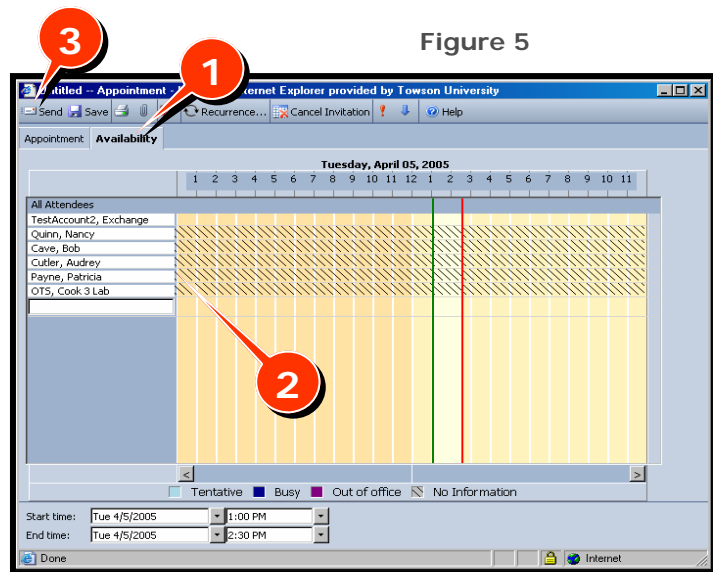 Figure 5
3
1
Untitled -- Appointment - ternet Explorer provided by Towson University
Send Save Recurrence... Cancel Invitation Help
Appointment Availability
Tuesday, April 05, 2005
1 2 3 4 5 6 7 8 9 10 11 12 1 2 3 4 5 6 7 8 9 10 11
All Attendees
TestAccount2, Exchange
Quinn, Nancy
Cave, Bob
Cutler, Audrey
Payne, Patricia
OTS, Cook 3 Lab
2
Tentative Busy Out of office No Information
Start time: Tue 4/5/2005 1:00 PM
End time: Tue 4/5/2005 2:30 PM
Done Internet